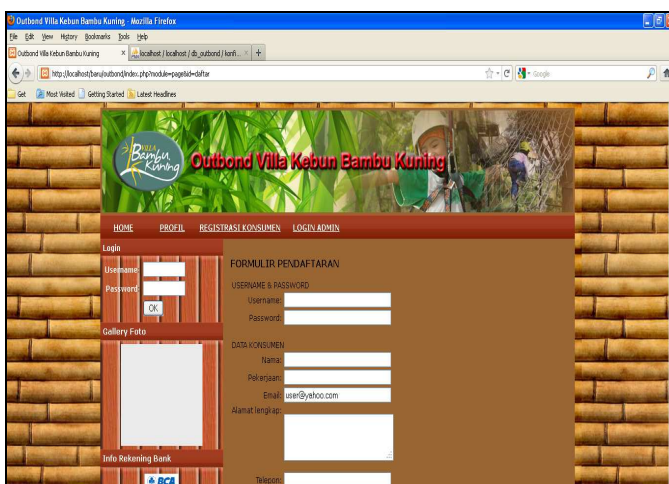 Outbond Villa Kebun Bambu Kuning - Mozilla Firefox
File Edit View History Bookmarks Tools Help
Outbond Villa Kebun Bambu Kuning × localhost / localhost / db_outbond / konfi... × +
http://localhost/baru/outbond/index.php?module=page&id=daftar
Google
Get Most Visited Getting Started Latest Headlines
VILLA
Bambu
Kuning
Outbond Villa Kebun Bambu Kuning
HOME PROFIL REGISTRASI KONSUMEN LOGIN ADMIN
Login
Username
Password
OK
Gallery Foto
Info Rekening Bank
BCA
FORMULIR PENDAFTARAN
USERNAME & PASSWORD
Username:
Password:
DATA KONSUMEN
Nama:
Pekerjaan:
Email: user@yahoo.com
Alamat lengkap:
Telepon: